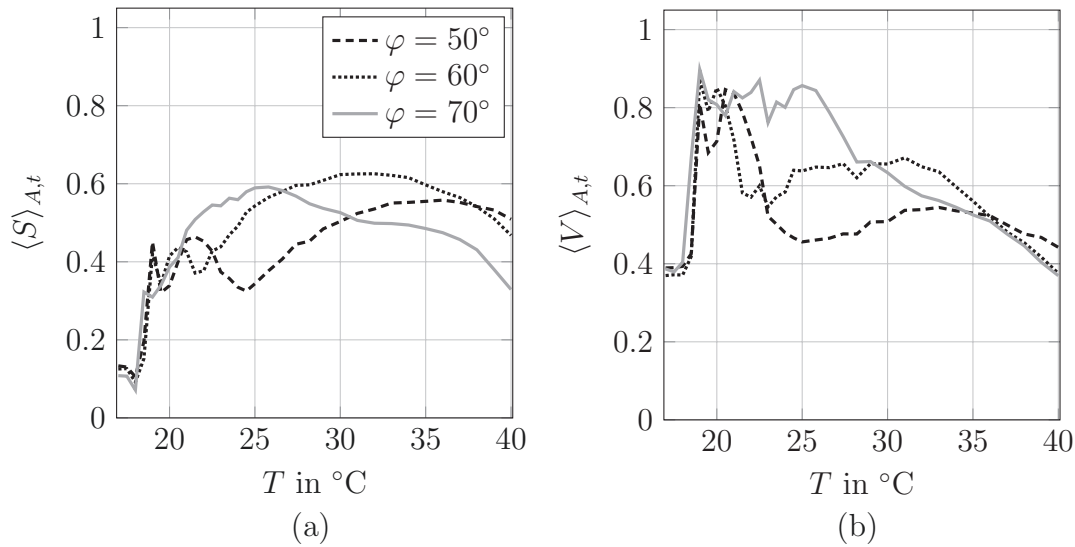 1
0.8
0.6
0.4
0.2
0
20 25 30 35 40
⟨S⟩A,t
T in °C
(a)
φ = 50°
φ = 60°
φ = 70°
1
0.8
0.6
0.4
0.2
0
20 25 30 35 40
⟨V⟩A,t
T in °C
(b)